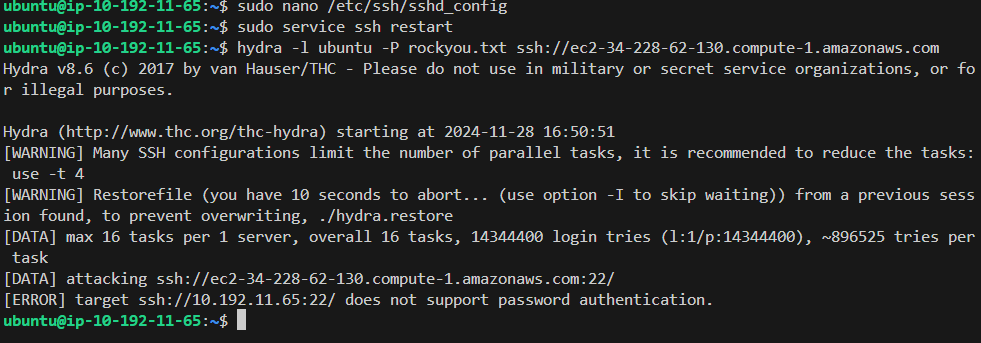 ubuntu@ip-10-192-11-65:~$ sudo nano /etc/ssh/sshd_config
ubuntu@ip-10-192-11-65:~$ sudo service ssh restart
ubuntu@ip-10-192-11-65:~$ hydra -l ubuntu -P rockyou.txt ssh://ec2-34-228-62-130.compute-1.amazonaws.com
Hydra v8.6 (c) 2017 by van Hauser/THC - Please do not use in military or secret service organizations, or fo
r illegal purposes.

Hydra (http://www.thc.org/thc-hydra) starting at 2024-11-28 16:50:51
[WARNING] Many SSH configurations limit the number of parallel tasks, it is recommended to reduce the tasks:
 use -t 4
[WARNING] Restorefile (you have 10 seconds to abort... (use option -I to skip waiting)) from a previous sess
ion found, to prevent overwriting, ./hydra.restore
[DATA] max 16 tasks per 1 server, overall 16 tasks, 14344400 login tries (l:1/p:14344400), ~896525 tries per
 task
[DATA] attacking ssh://ec2-34-228-62-130.compute-1.amazonaws.com:22/
[ERROR] target ssh://10.192.11.65:22/ does not support password authentication.
ubuntu@ip-10-192-11-65:~$